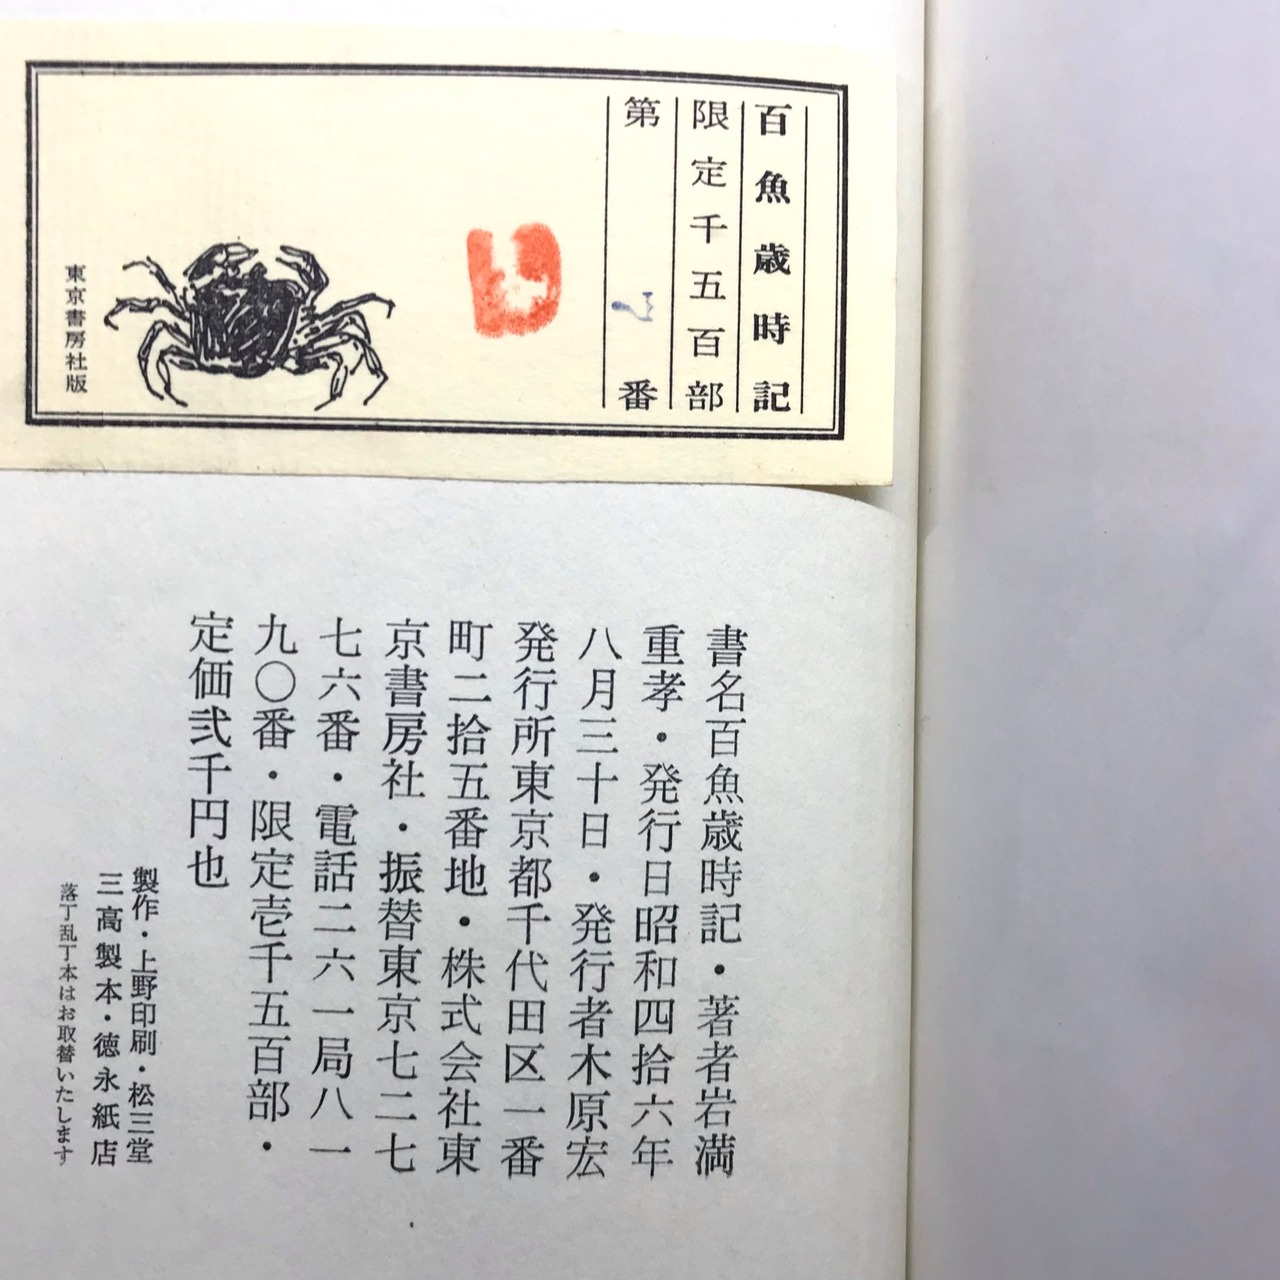 百魚歳時記
限定千五百部
第 番
東京書房社版
書名百魚歳時記・著者岩満
重孝・発行日昭和四拾六年
八月三十日・発行者木原宏
発行所東京都千代田区一番
町二拾五番地・株式会社東
京書房社・振替東京七二七
七六番・電話二六一局八一
九〇番・限定壱千五百部・
定価弐千円也
製作・上野印刷・松三堂
三高製本・徳永紙店
落丁乱丁本はお取替いたします